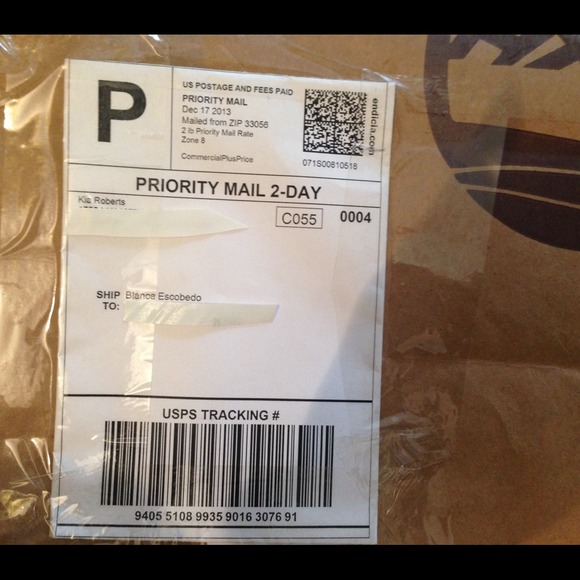 P
US POSTAGE AND FEES PAID
PRIORITY MAIL
Dec 17 2013
Mailed from ZIP 33056
2 lb Priority Mail Rate
Zone 8
CommercialPlusPrice
endicia.com
071S00810518
PRIORITY MAIL 2-DAY
Kia Roberts
C055 0004
SHIP TO:
Blanca Escobedo
USPS TRACKING #
9405 5108 9935 9016 3076 91